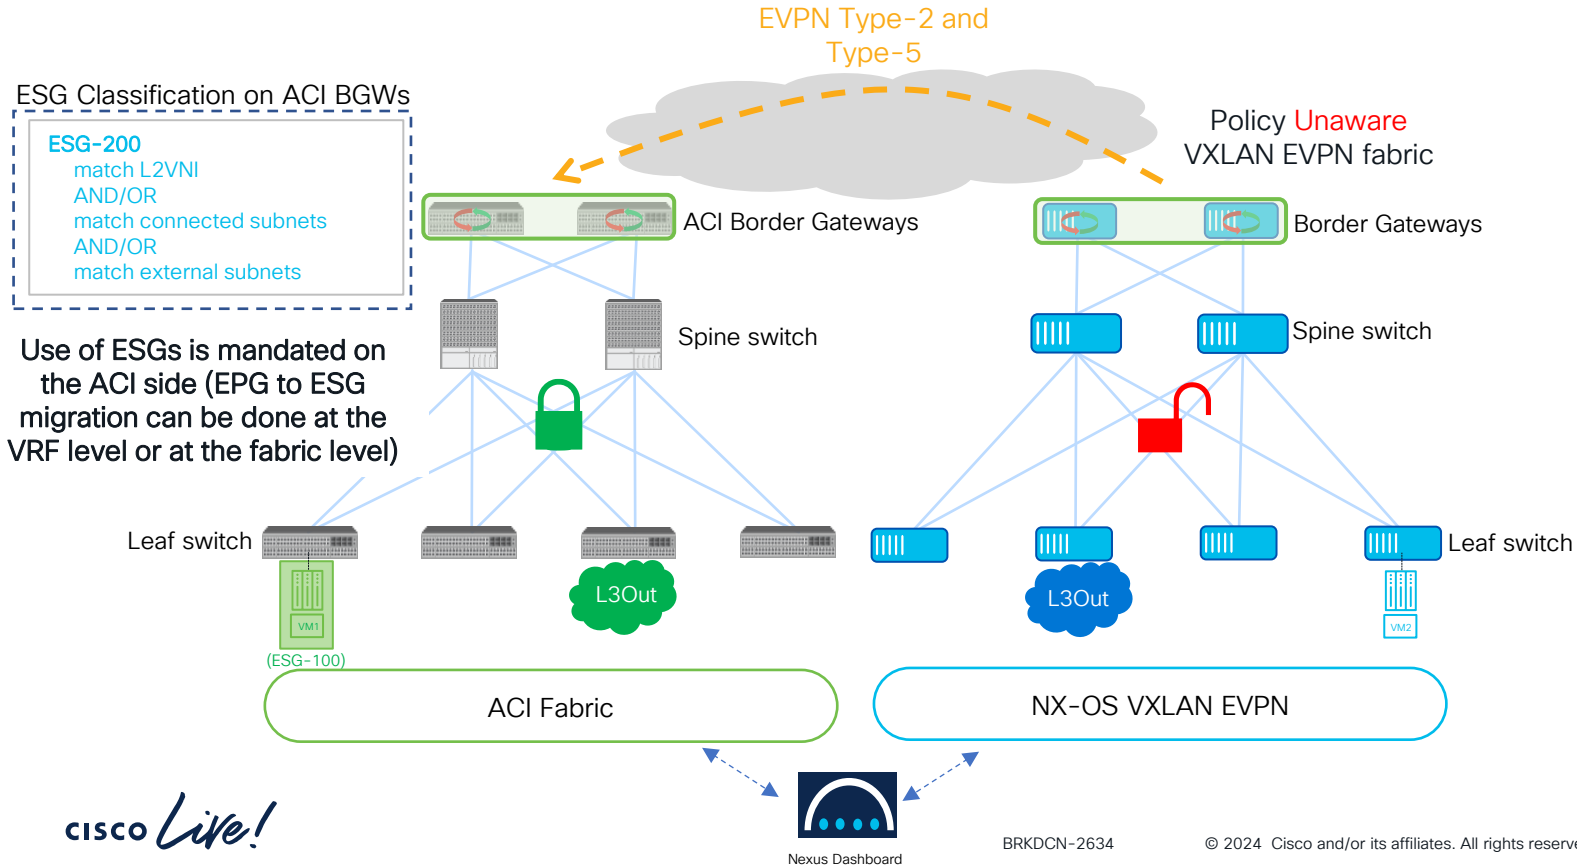 EVPN Type-2 and
Type-5
ESG Classification on ACI BGWs
ESG-200
match L2VNI
AND/OR
match connected subnets
AND/OR
match external subnets
Policy Unaware
VXLAN EVPN fabric
ACI Border Gateways
Border Gateways
Use of ESGs is mandated on
the ACI side (EPG to ESG
migration can be done at the
VRF level or at the fabric level)
Spine switch
Spine switch
Leaf switch
Leaf switch
L3Out
L3Out
VM1
VM2
(ESG-100)
ACI Fabric
NX-OS VXLAN EVPN
CISCO Live!
Nexus Dashboard
BRKDCN-2634
© 2024 Cisco and/or its affiliates. All rights reserve